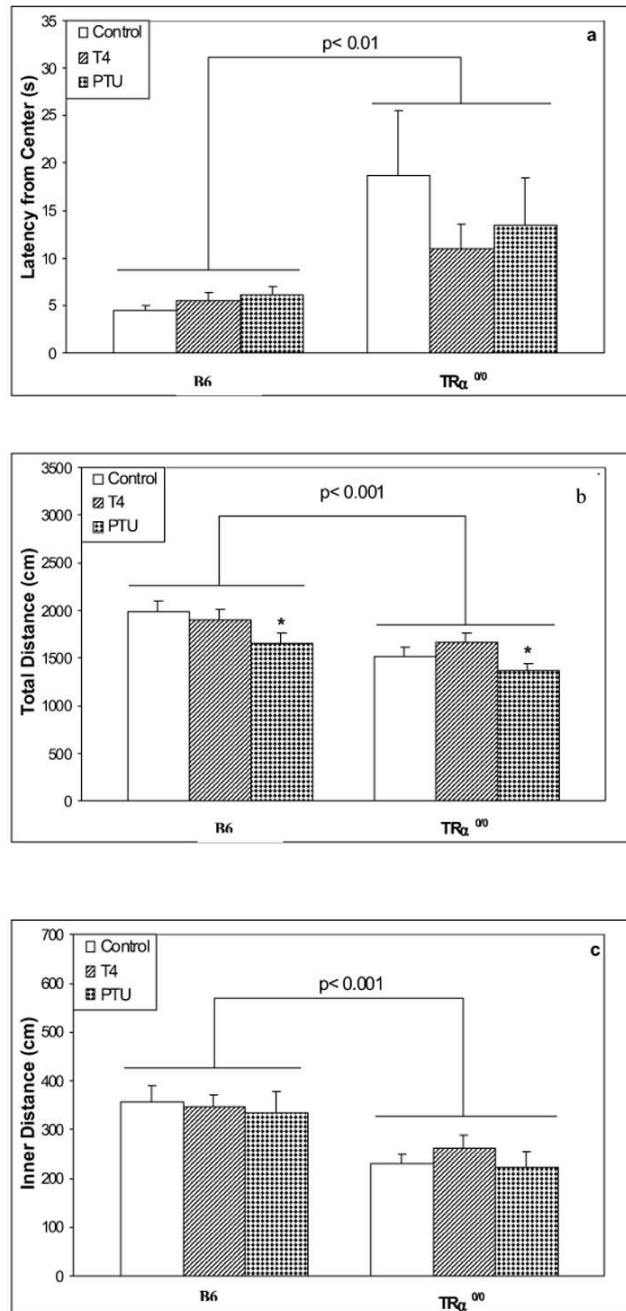 35
30
25
20
15
10
5
0
Latency from Center (s)
Control
T4
PTU
p< 0.01
a
B6
TRα 0/0
3500
3000
2500
2000
1500
1000
500
0
Total Distance (cm)
Control
T4
PTU
p< 0.001
b
*
*
B6
TRα 0/0
700
600
500
400
300
200
100
0
Inner Distance (cm)
Control
T4
PTU
p< 0.001
c
B6
TRα 0/0